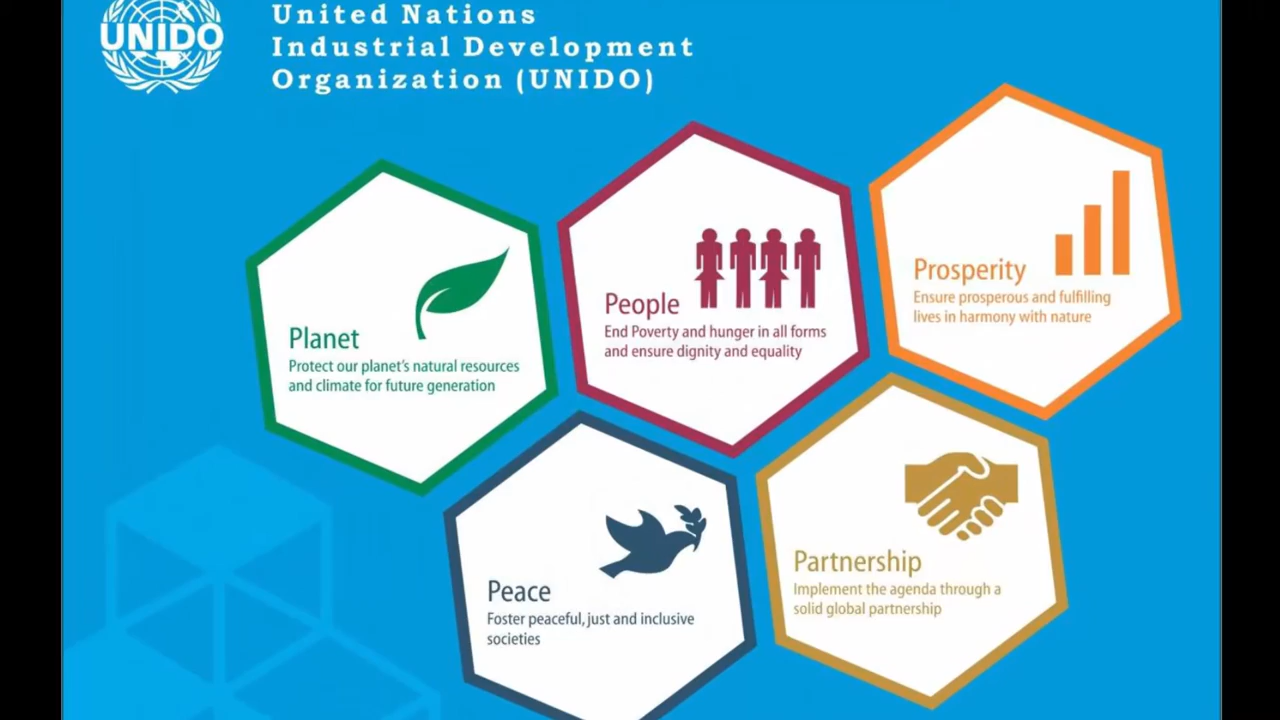 UNIDO
United Nations
Industrial Development
Organization (UNIDO)
Planet
Protect our planet's natural resources
and climate for future generation
People
End Poverty and hunger in all forms
and ensure dignity and equality
Prosperity
Ensure prosperous and fulfilling
lives in harmony with nature
Peace
Foster peaceful, just and inclusive
societies
Partnership
Implement the agenda through a
solid global partnership